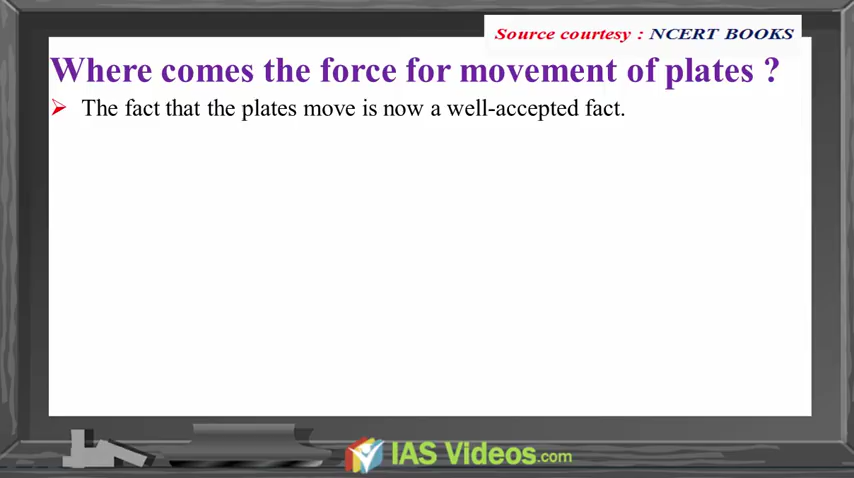 Source courtesy : NCERT BOOKS
Where comes the force for movement of plates ?
The fact that the plates move is now a well-accepted fact.
IAS Videos.com